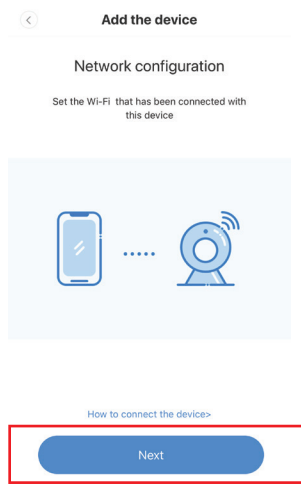 Add the device
Network configuration
Set the Wi-Fi that has been connected with
this device
How to connect the device>
Next